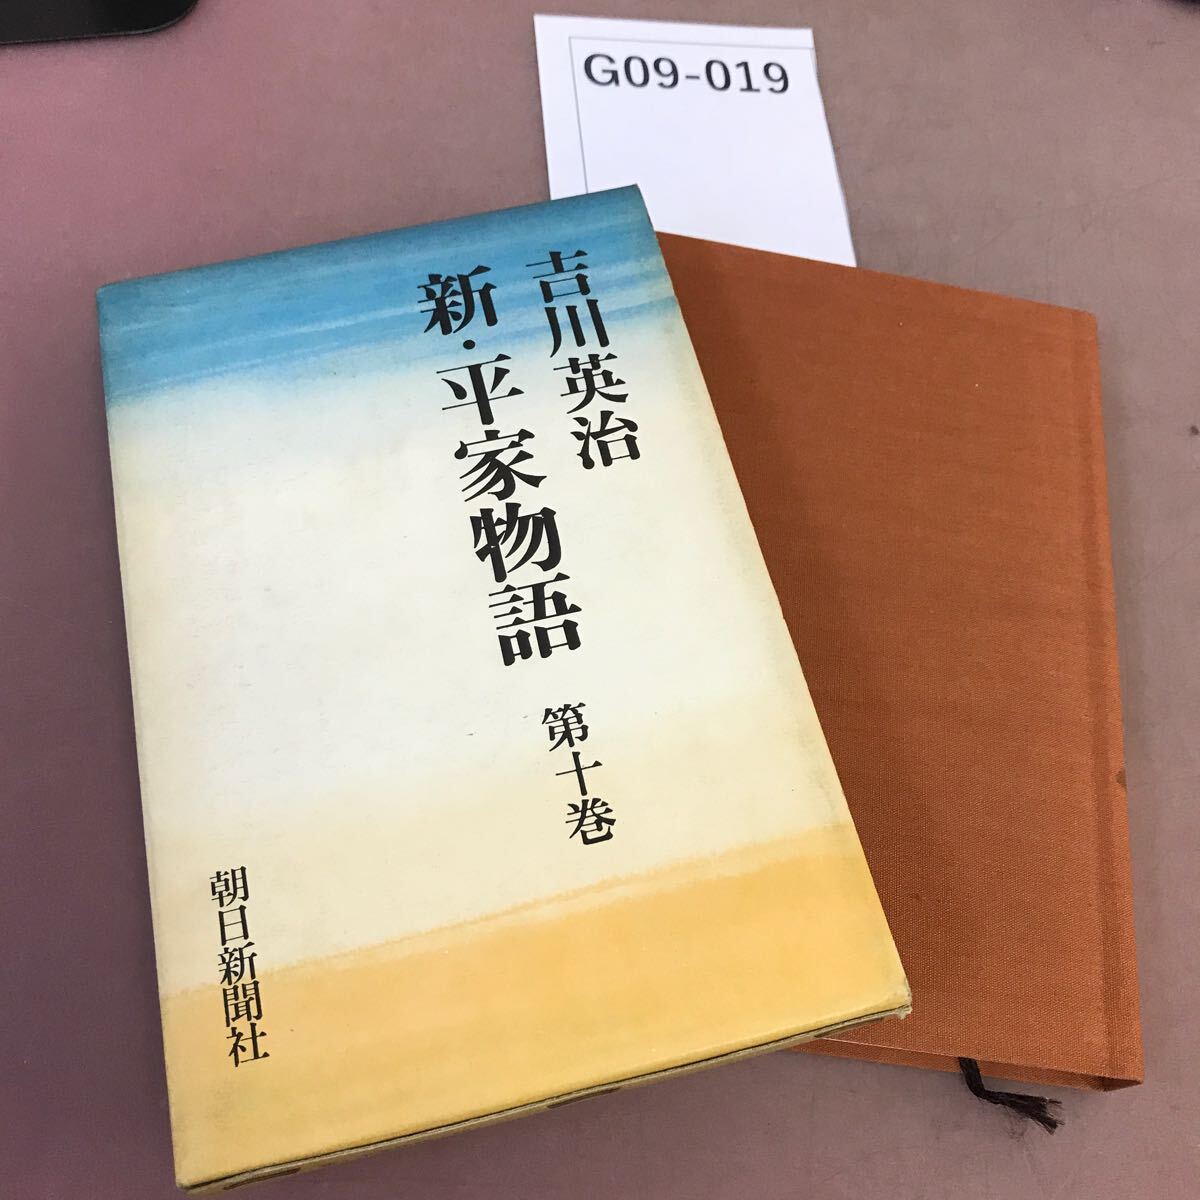 G09-019
吉川英治
新・平家物語
第十巻
朝日新聞社